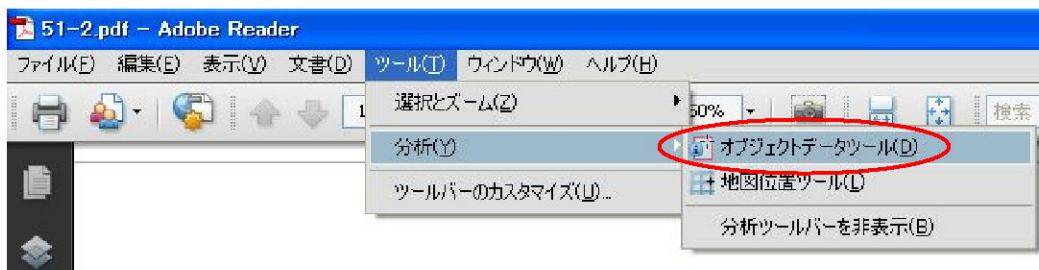 51-2.pdf - Adobe Reader
ファイル(F) 編集(E) 表示(V) 文書(D) ツール(T) ウィンドウ(W) ヘルプ(H)
1 選択とズーム(Z) 50% 検索
分析(Y) オブジェクトデータツール(D)
ツールバーのカスタマイズ(U)... 地図位置ツール(L)
分析ツールバーを非表示(B)